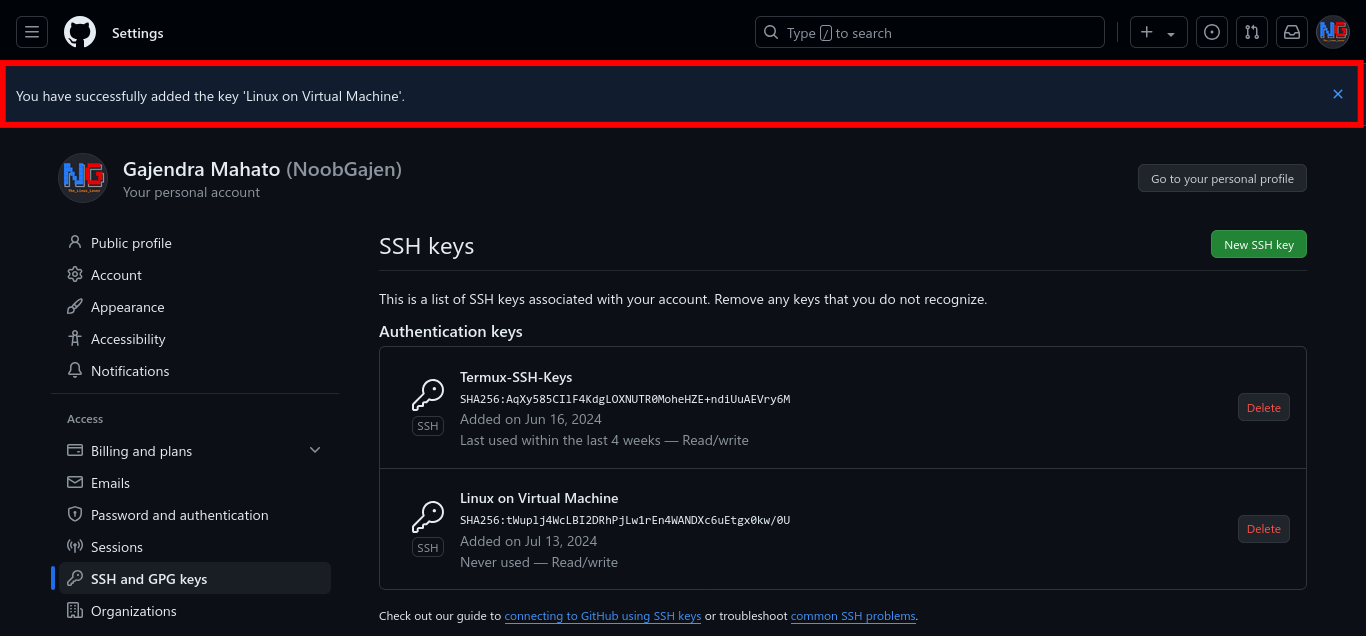 Settings
Type / to search
You have successfully added the key 'Linux on Virtual Machine'.
NG
Gajendra Mahato (NoobGajen)
Your personal account
Go to your personal profile
Public profile
Account
Appearance
Accessibility
Notifications
Access
Billing and plans
Emails
Password and authentication
Sessions
SSH and GPG keys
Organizations
SSH keys
New SSH key
This is a list of SSH keys associated with your account. Remove any keys that you do not recognize.
Authentication keys
Termux-SSH-Keys
SHA256:AqXy585CIlF4KdgLOXNUTR0MoheHZE+ndiUuAEVry6M
Added on Jun 16, 2024
Last used within the last 4 weeks — Read/write
SSH
Delete
Linux on Virtual Machine
SHA256:tWuplj4WcLBI2DRhPjLw1rEn4WANDXc6uEtgx0kw/0U
Added on Jul 13, 2024
Never used — Read/write
SSH
Delete
Check out our guide to connecting to GitHub using SSH keys or troubleshoot common SSH problems.